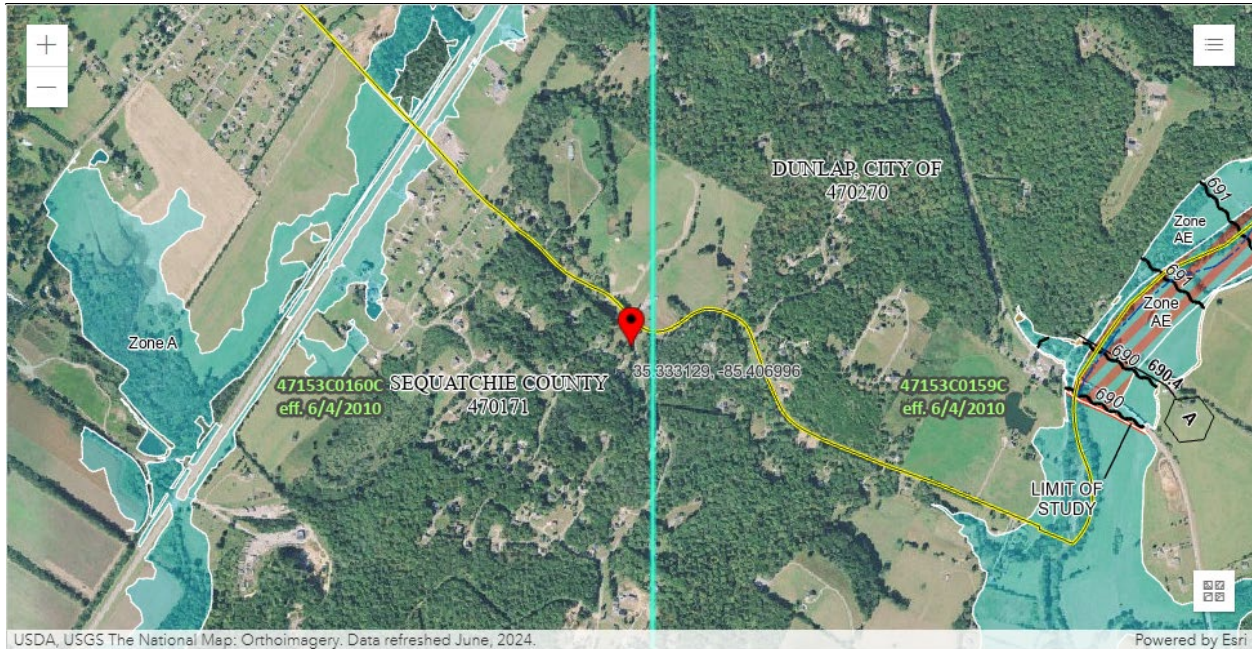 +
−
DUNLAP, CITY OF
470270
691
Zone
AE
691
Zone
AE
Zone A
690
690.4
35.333129, -85.406996
47153C0160C
eff. 6/4/2010
SEQUATCHIE COUNTY
470171
47153C0159C
eff. 6/4/2010
690
A
LIMIT OF
STUDY
USDA, USGS The National Map: Orthoimagery. Data refreshed June, 2024.
Powered by Esri